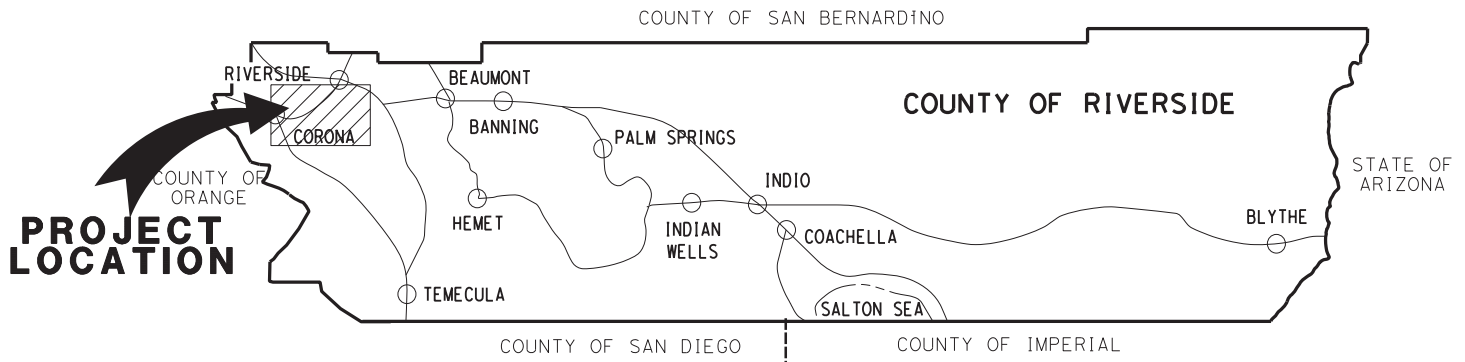 COUNTY OF SAN BERNARDINO
RIVERSIDE
BEAUMONT
COUNTY OF RIVERSIDE
BANNING
CORONA
PALM SPRINGS
STATE OF
ARIZONA
COUNTY OF
ORANGE
INDIO
PROJECT
LOCATION
HEMET
INDIAN
WELLS
COACHELLA
BLYTHE
TEMECULA
SALTON SEA
COUNTY OF SAN DIEGO
COUNTY OF IMPERIAL